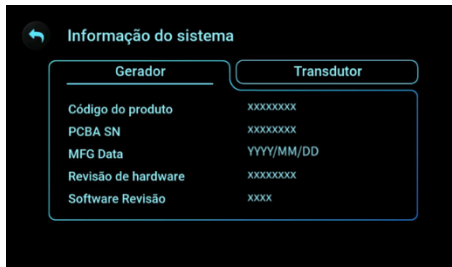 Informação do sistema
Gerador Transdutor
Código do produto xxxxxxxx
PCBA SN xxxxxxxx
MFG Data YYYY/MM/DD
Revisão de hardware xxxxxxxx
Software Revisão xxxx